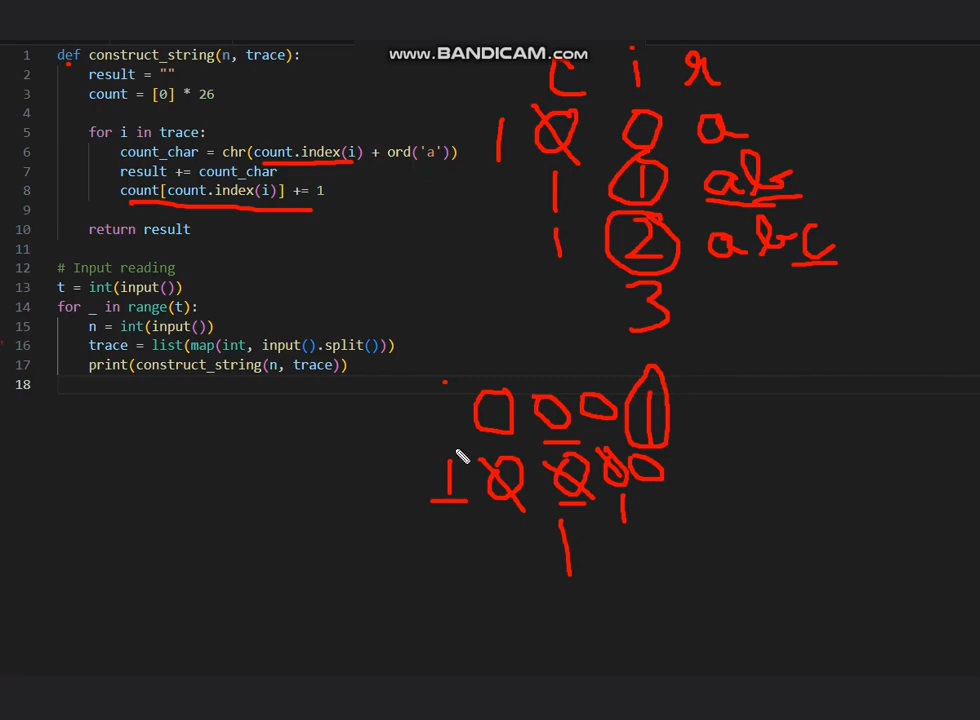 www.BANDICAM.com
1 def construct_string(n, trace):
2 result = ""
3 count = [0] * 26
4
5 for i in trace:
6 count_char = chr(count.index(i) + ord('a'))
7 result += count_char
8 count[count.index(i)] += 1
9
10 return result
11
12 # Input reading
13 t = int(input())
14 for _ in range(t):
15 n = int(input())
16 trace = list(map(int, input().split()))
17 print(construct_string(n, trace))
18
c i r
1 0 0 a
1 1 ab
1 2 abc
3
0 0 0 1
1 0 0 0 0
1
1